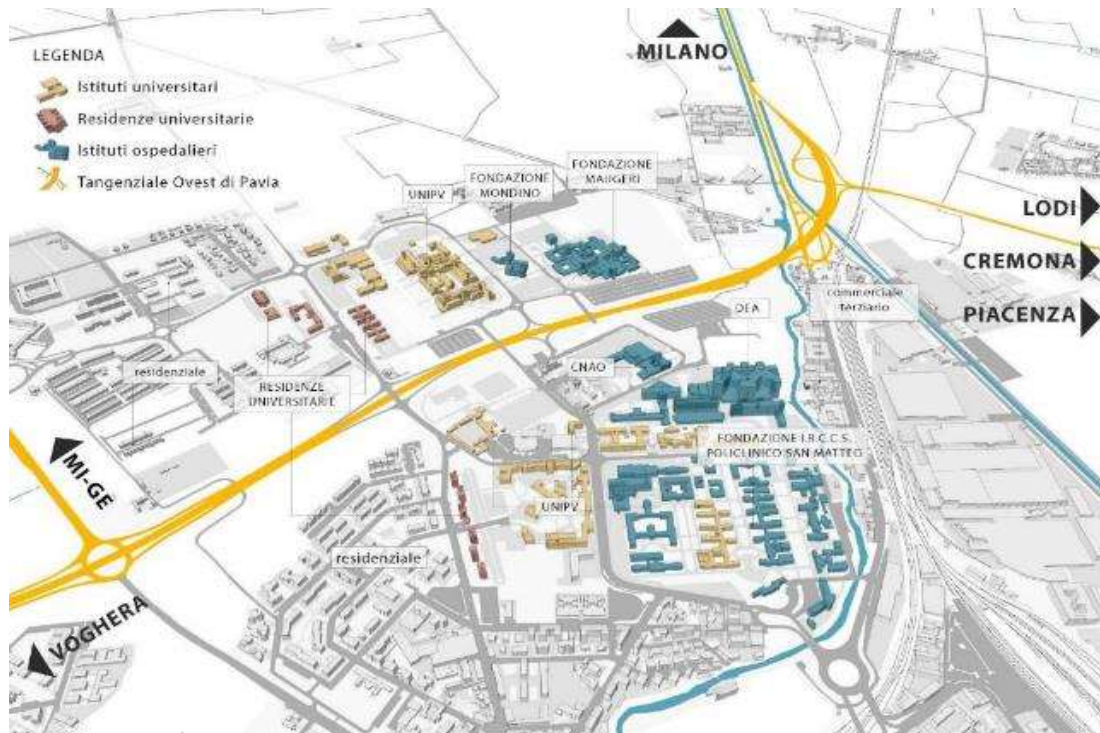 MILANO
LEGENDA
Istituti universitari
Residenze universitarie
Istituti ospedalieri
Tangenziale Ovest di Pavia
FONDAZIONE
MAUGERI
FONDAZIONE
MONDINO
UNIPV
LODI
CREMONA
PIACENZA
commerciale
terziario
DEA
CNAO
residenziale
RESIDENZE
UNIVERSITARIE
FONDAZIONE I.R.C.C.S.
POLICLINICO SAN MATTEO
MI-GE
UNIPV
residenziale
VOGHERA